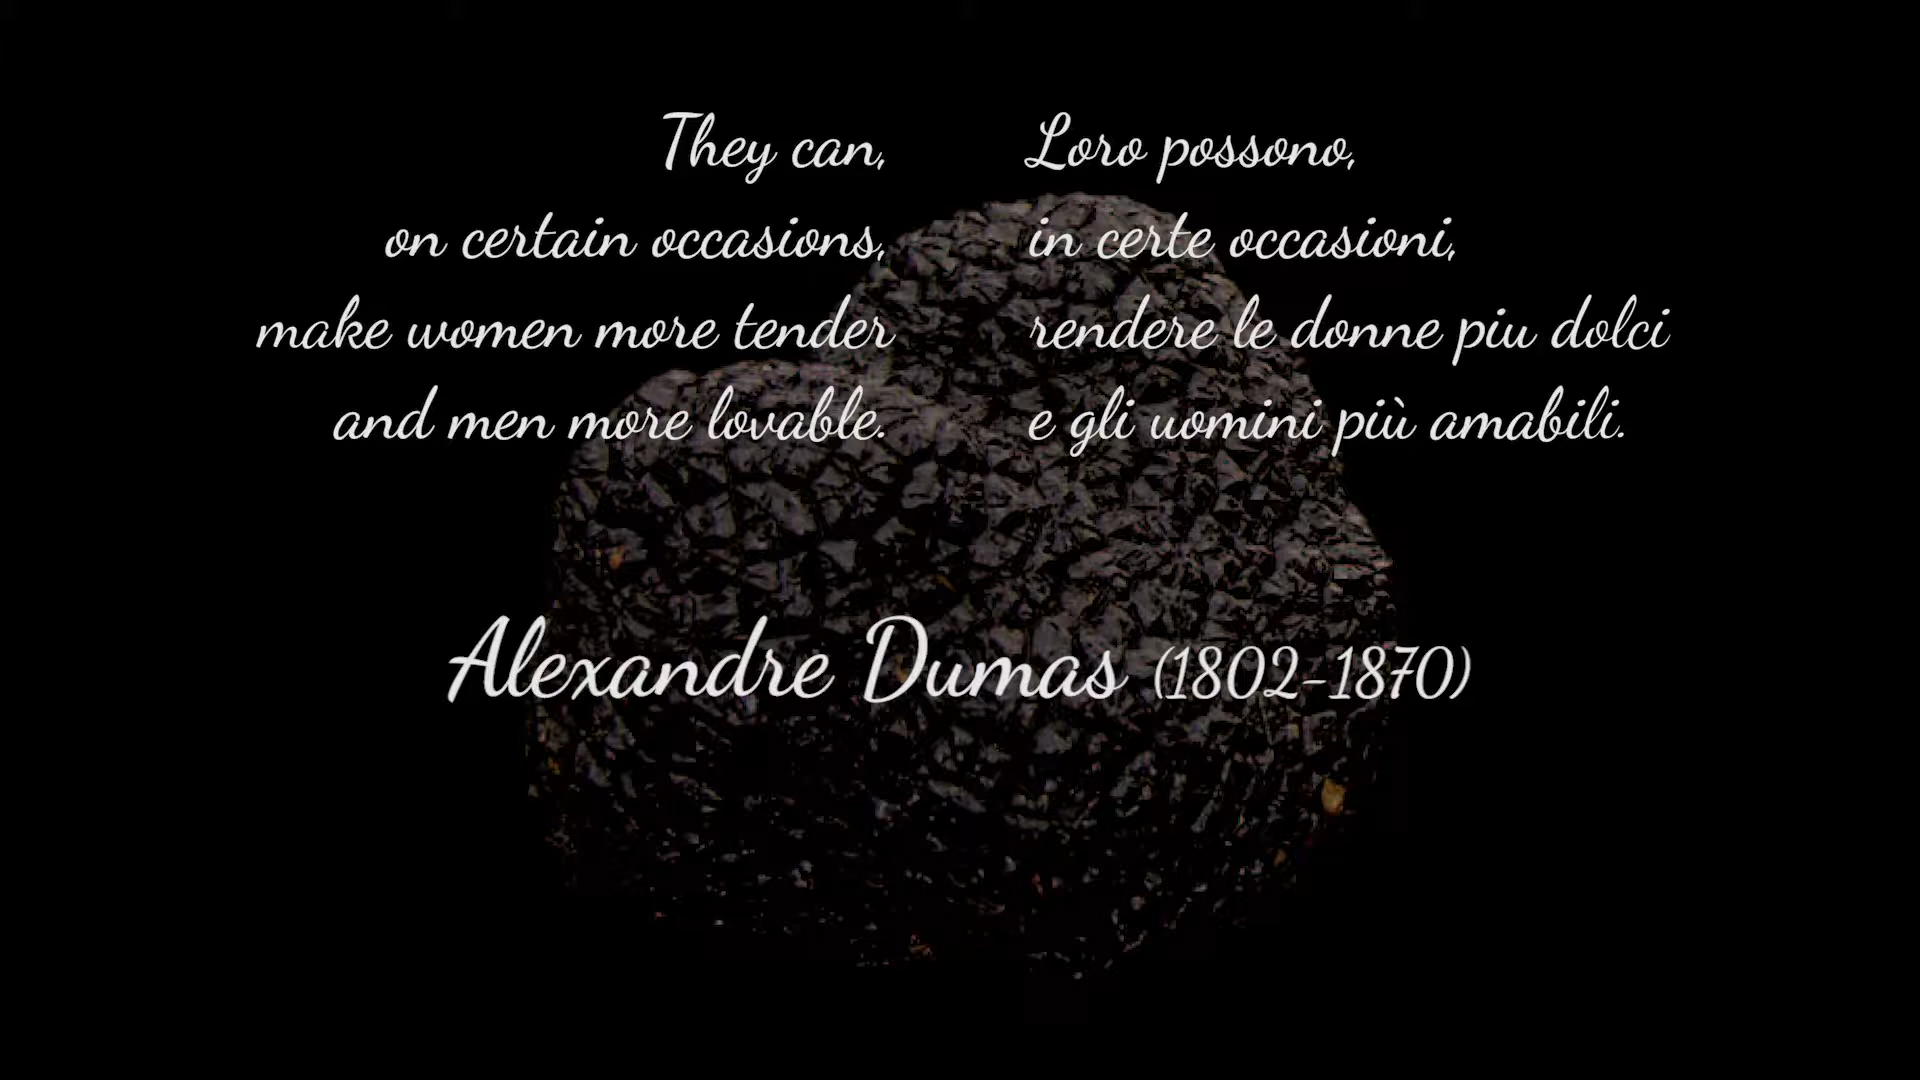 They can,
on certain occasions,
make women more tender
and men more lovable.
Loro possono,
in certe occasioni,
rendere le donne piu dolci
e gli uomini più amabili.
Alexandre Dumas (1802-1870)